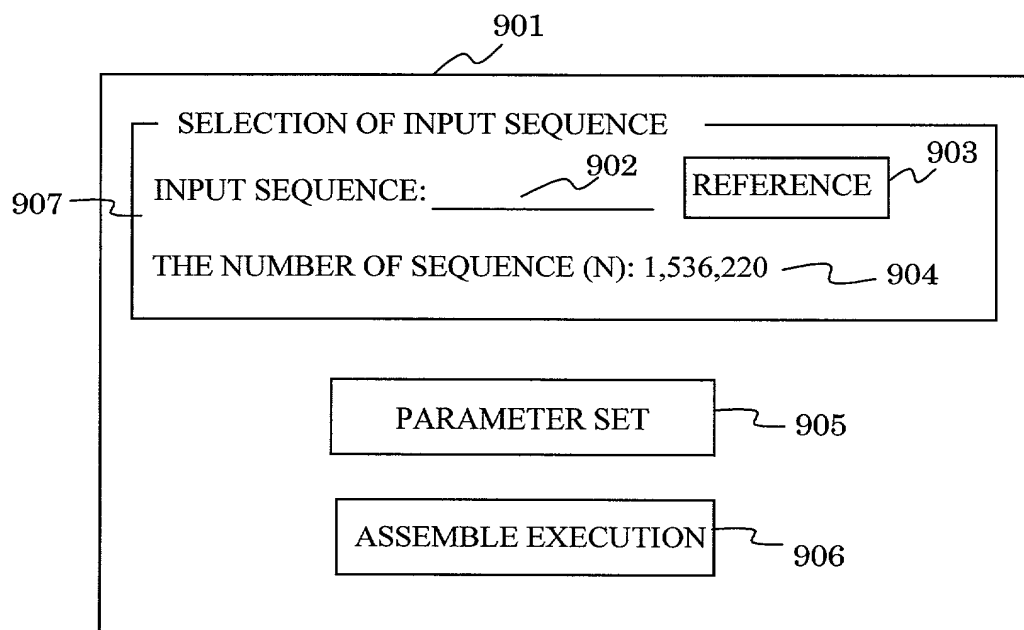 901
SELECTION OF INPUT SEQUENCE
INPUT SEQUENCE: 902 REFERENCE 903
907
THE NUMBER OF SEQUENCE (N): 1,536,220 904
PARAMETER SET 905
ASSEMBLE EXECUTION 906